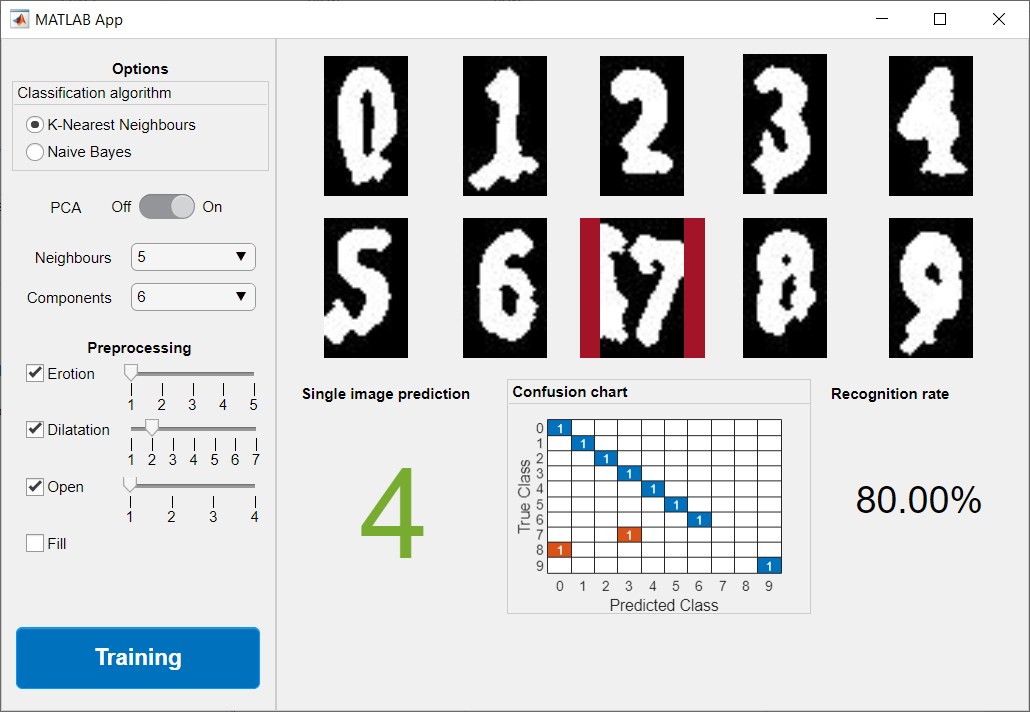 MATLAB App
Options
Classification algorithm
K-Nearest Neighbours
Naive Bayes
PCA Off On
Neighbours 5
Components 6
Preprocessing
Erotion
1 2 3 4 5
Dilatation
1 2 3 4 5 6 7
Open
1 2 3 4
Fill
Training
0 1 2 3 4
5 6 7 8 9
Single image prediction
4
Confusion chart
True Class
0 1
1 1
2 1
3 1
4 1
5 1
6 1
7 1
8 1
9 1
0 1 2 3 4 5 6 7 8 9
Predicted Class
Recognition rate
80.00%